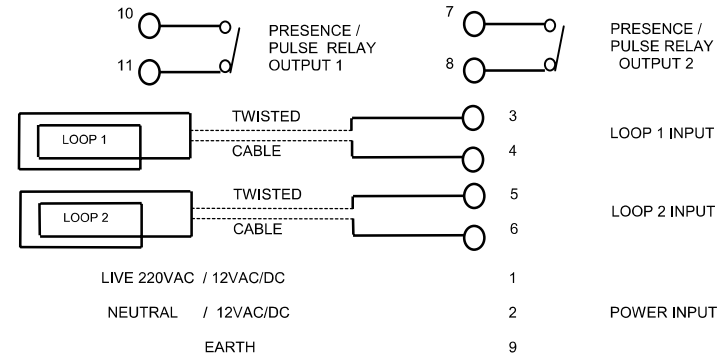 10
11
PRESENCE /
PULSE RELAY
OUTPUT 1
7
8
PRESENCE /
PULSE RELAY
OUTPUT 2
LOOP 1
TWISTED
CABLE
3
4
LOOP 1 INPUT
LOOP 2
TWISTED
CABLE
5
6
LOOP 2 INPUT
LIVE 220VAC / 12VAC/DC 1
NEUTRAL / 12VAC/DC 2 POWER INPUT
EARTH 9